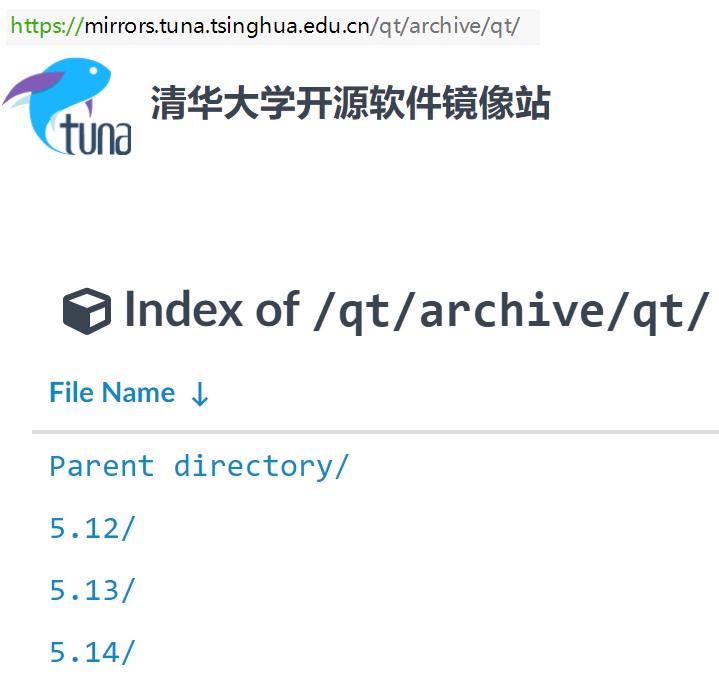 https://mirrors.tuna.tsinghua.edu.cn/qt/archive/qt/
tuna
清华大学开源软件镜像站
Index of /qt/archive/qt/
File Name ↓
Parent directory/
5.12/
5.13/
5.14/